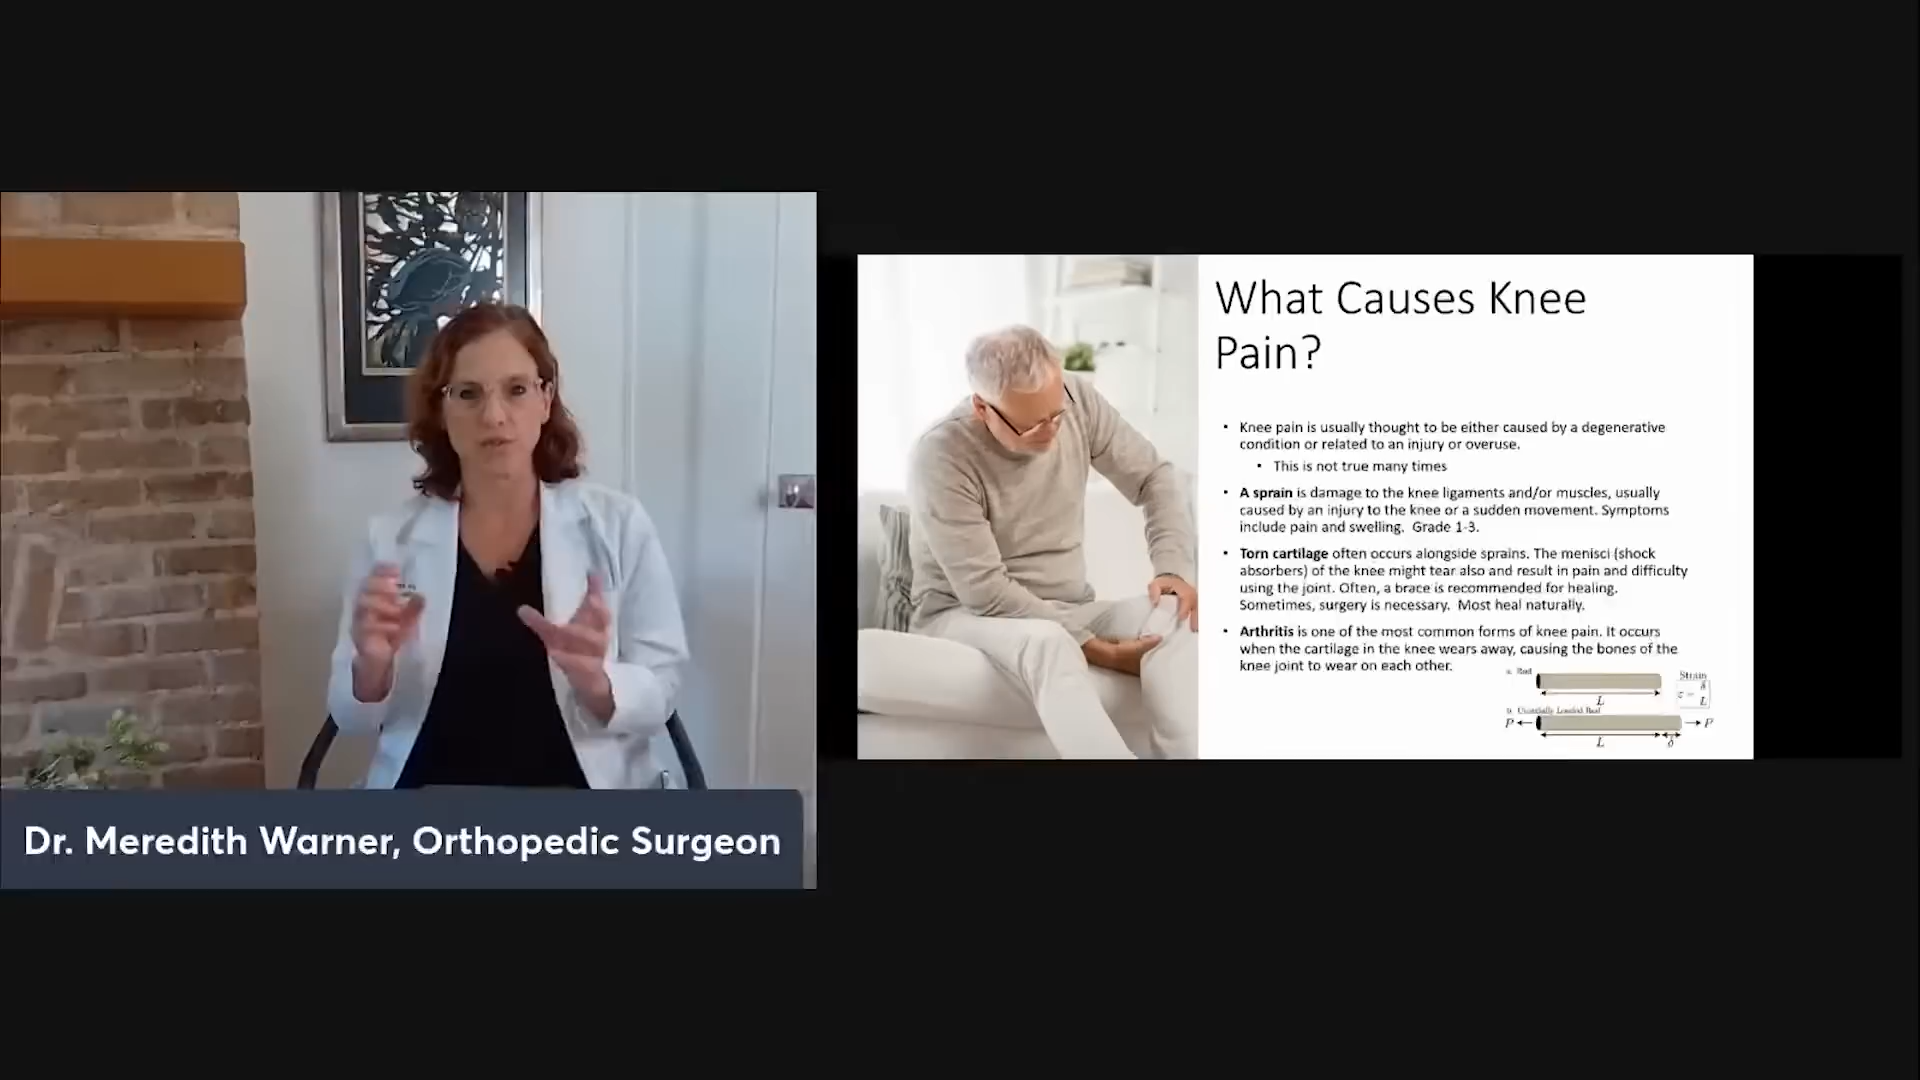 Dr. Meredith Warner, Orthopedic Surgeon
What Causes Knee
Pain?
• Knee pain is usually thought to be either caused by a degenerative
condition or related to an injury or overuse.
• This is not true many times
• A sprain is damage to the knee ligaments and/or muscles, usually
caused by an injury to the knee or a sudden movement. Symptoms
include pain and swelling. Grade 1-3.
• Torn cartilage often occurs alongside sprains. The menisci (shock
absorbers) of the knee might tear also and result in pain and difficulty
using the joint. Often, a brace is recommended for healing.
Sometimes, surgery is necessary. Most heal naturally.
• Arthritis is one of the most common forms of knee pain. It occurs
when the cartilage in the knee wears away, causing the bones of the
knee joint to wear on each other.
a. Rod
Strain
L
δ
L
b. Uniaxially Loaded Rod
P
P
L
δ